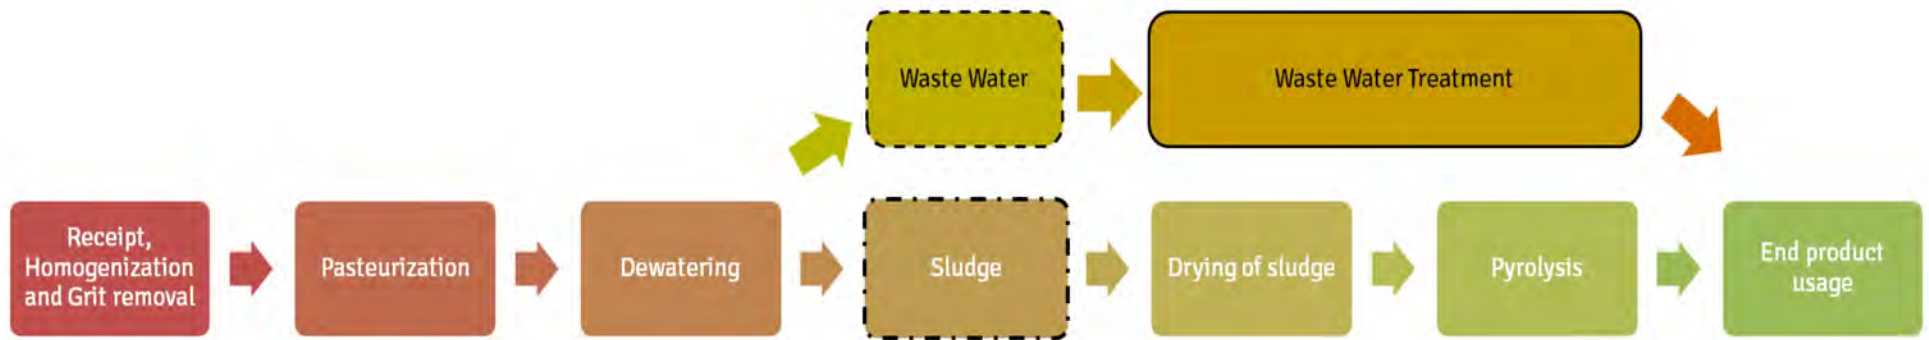 Waste Water
Waste Water Treatment
Receipt,
Homogenization
and Grit removal
Pasteurization
Dewatering
Sludge
Drying of sludge
Pyrolysis
End product
usage